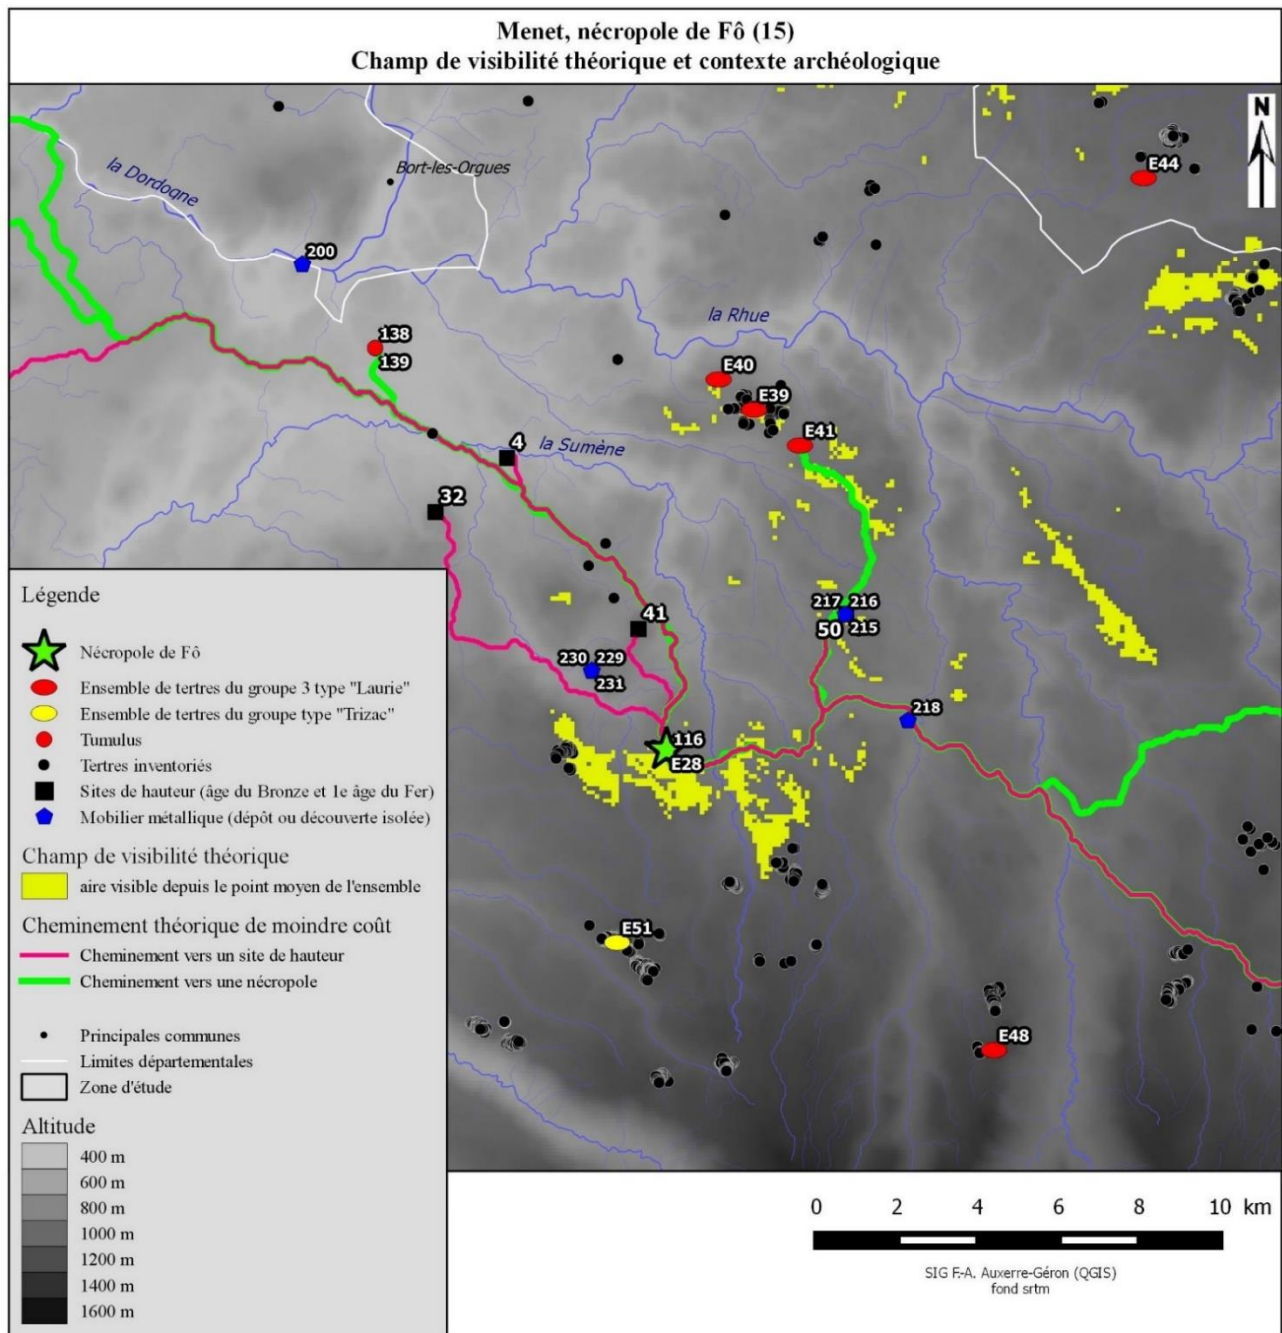 Menet, nécropole de Fô (15)
Champ de visibilité théorique et contexte archéologique
N
E44
Bort-les-Orgues
la Dordogne
200
la Rhue
138
139
E40
E39
E41
4
la Sumène
32
217 216
50 215
41
230 229
231
218
116
E28
E51
E48
Légende
Nécropole de Fô
Ensemble de tertres du groupe 3 type "Laurie"
Ensemble de tertres du groupe type "Trizac"
Tumulus
Tertres inventoriés
Sites de hauteur (âge du Bronze et 1e âge du Fer)
Mobilier métallique (dépôt ou découverte isolée)
Champ de visibilité théorique
aire visible depuis le point moyen de l'ensemble
Cheminement théorique de moindre coût
Cheminement vers un site de hauteur
Cheminement vers une nécropole
Principales communes
Limites départementales
Zone d'étude
Altitude
400 m
600 m
800 m
1000 m
1200 m
1400 m
1600 m
0 2 4 6 8 10 km
SIG F.-A. Auxerre-Géron (QGIS)
fond srtm